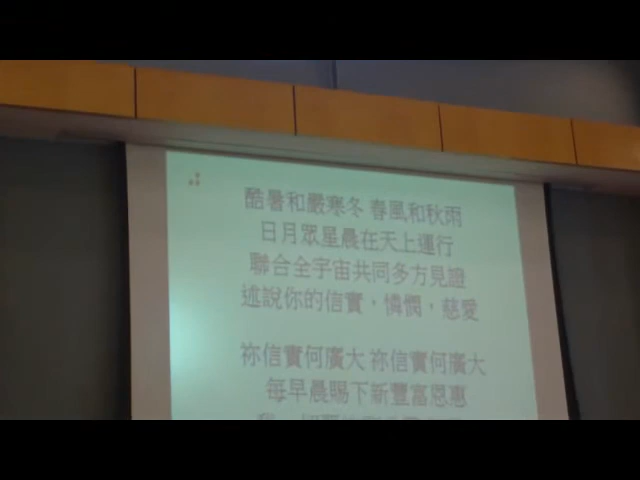 酷暑和嚴寒冬 春風和秋雨
日月眾星晨在天上運行
聯合全宇宙共同多方見證
述說你的信實，憐憫，慈愛
祢信實何廣大 祢信實何廣大
每早晨賜下新豐富恩惠